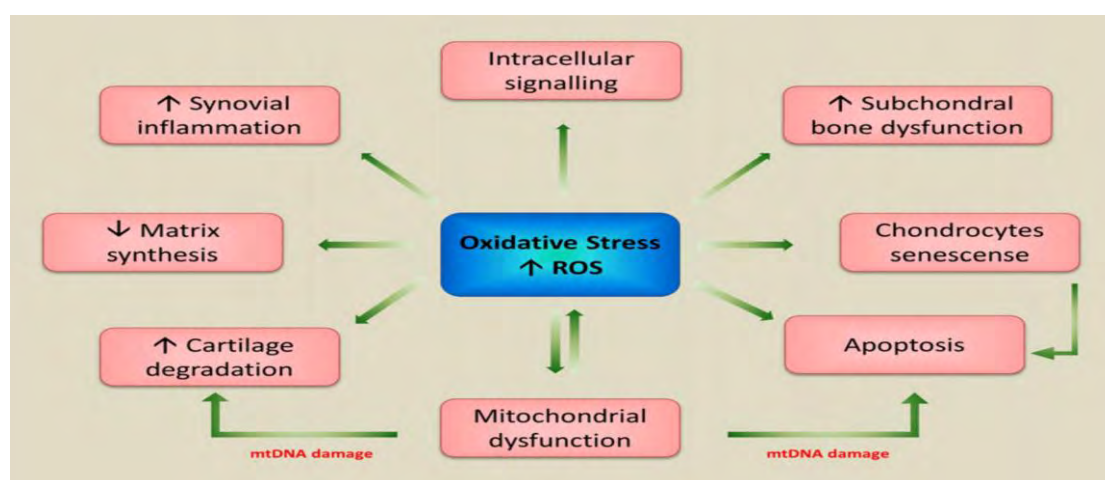 Intracellular
signalling
↑ Synovial
inflammation
↑ Subchondral
bone dysfunction
↓ Matrix
synthesis
Oxidative Stress
↑ ROS
Chondrocytes
senescense
↑ Cartilage
degradation
Apoptosis
Mitochondrial
dysfunction
mtDNA damage
mtDNA damage